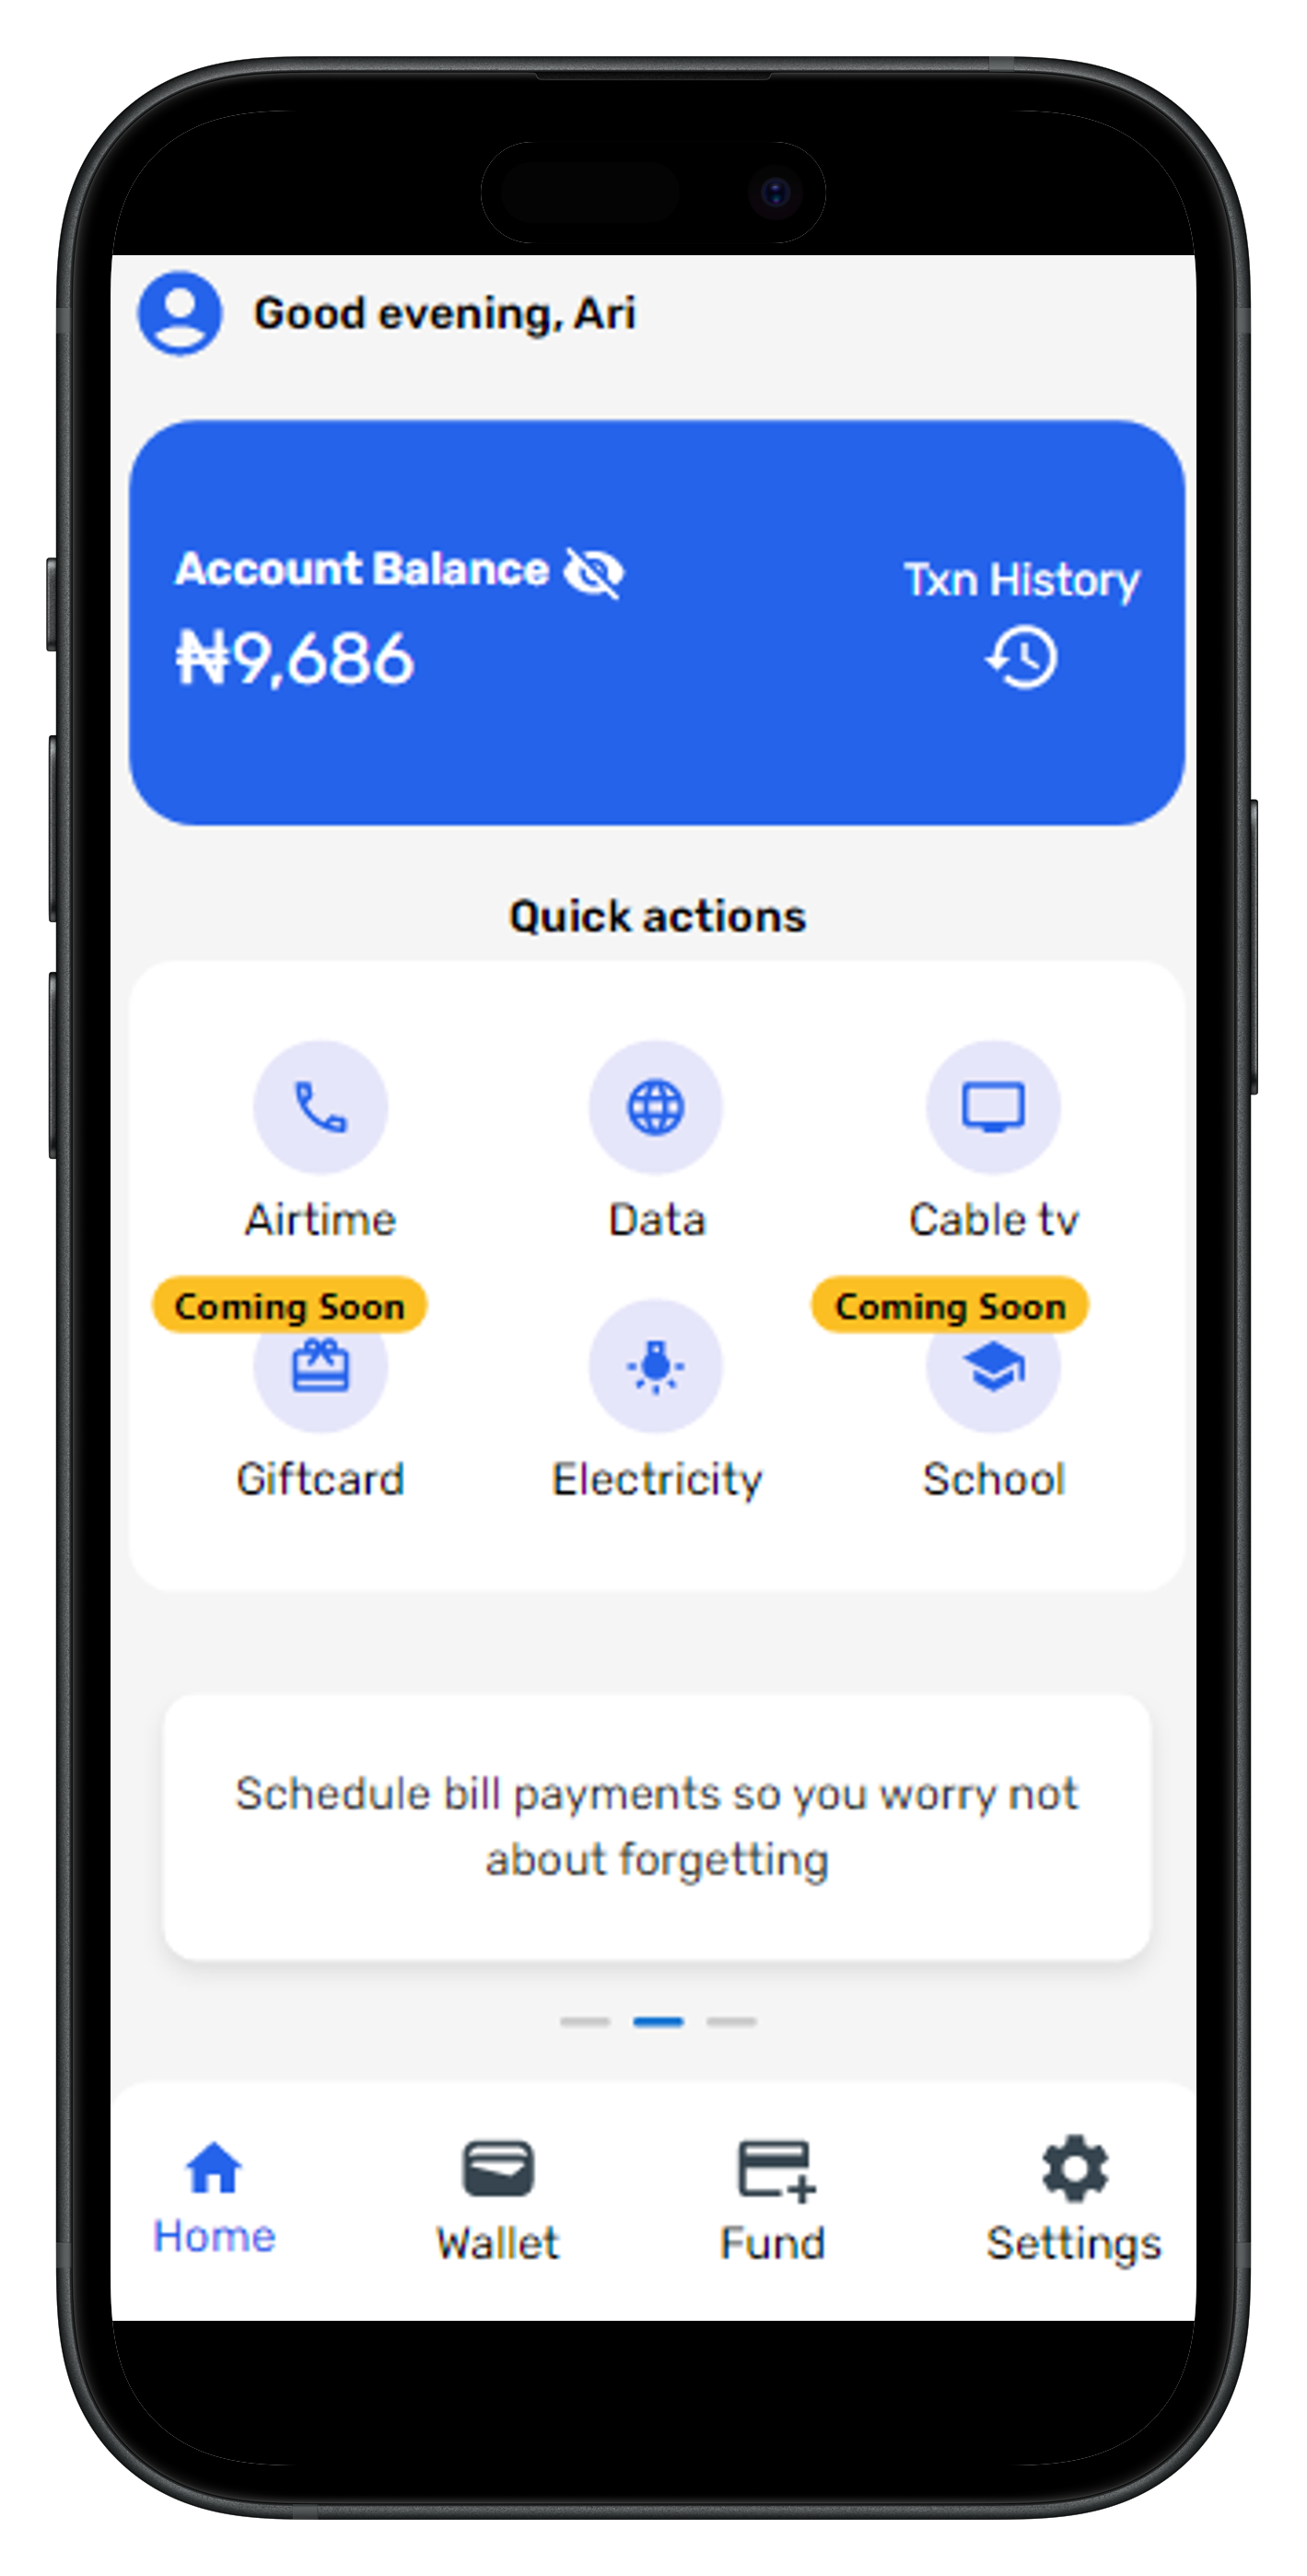 Good evening, Ari
Account Balance
Txn History
₦9,686
Quick actions
Airtime
Data
Cable tv
Coming Soon
Coming Soon
Giftcard
Electricity
School
Schedule bill payments so you worry not
about forgetting
Home
Wallet
Fund
Settings